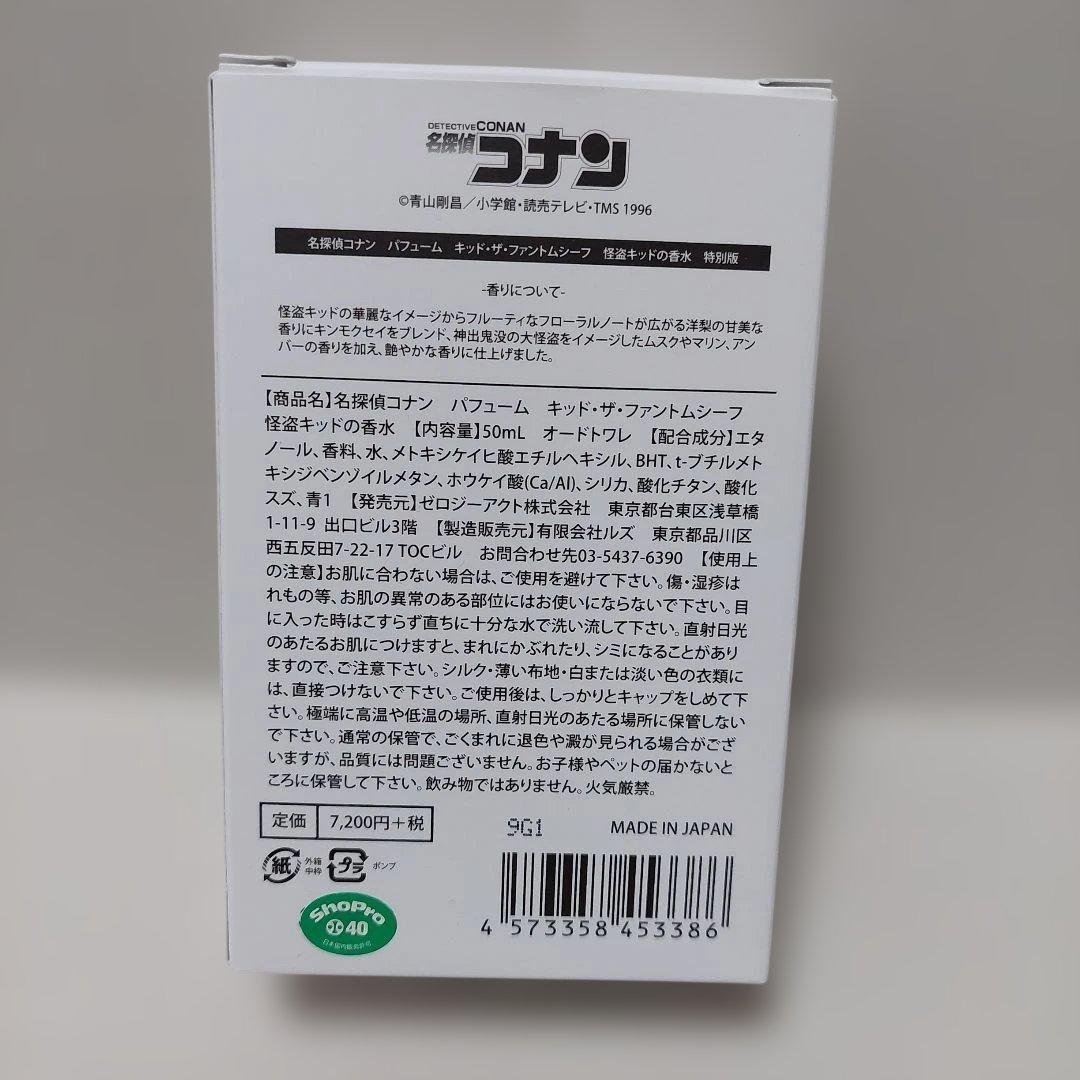 DETECTIVE CONAN
名探偵コナン
©青山剛昌／小学館・読売テレビ・TMS 1996
名探偵コナン　パフューム　キッド・ザ・ファントムシーフ　怪盗キッドの香水　特別版
-香りについて-
怪盗キッドの華麗なイメージからフルーティなフローラルノートが広がる洋梨の甘美な
香りにキンモクセイをブレンド、神出鬼没の大怪盗をイメージしたムスクやマリン、アン
バーの香りを加え、艶やかな香りに仕上げました。
【商品名】名探偵コナン　パフューム　キッド・ザ・ファントムシーフ
怪盗キッドの香水　【内容量】50mL　オードトワレ　【配合成分】エタ
ノール、香料、水、メトキシケイヒ酸エチルヘキシル、BHT、t-ブチルメト
キシジベンゾイルメタン、ホウケイ酸(Ca/Al)、シリカ、酸化チタン、酸化
スズ、青1　【発売元】ゼロジーアクト株式会社　東京都台東区浅草橋
1-11-9 出口ビル3階　【製造販売元】有限会社ルズ　東京都品川区
西五反田7-22-17 TOCビル　お問合わせ先03-5437-6390　【使用上
の注意】お肌に合わない場合は、ご使用を避けて下さい。傷・湿疹は
れもの等、お肌の異常のある部位にはお使いにならないで下さい。目
に入った時はこすらず直ちに十分な水で洗い流して下さい。直射日光
のあたるお肌につけますと、まれにかぶれたり、シミになることがあり
ますので、ご注意下さい。シルク・薄い布地・白または淡い色の衣類に
は、直接つけないで下さい。ご使用後は、しっかりとキャップをしめて下
さい。極端に高温や低温の場所、直射日光のあたる場所に保管しない
で下さい。通常の保管で、ごくまれに退色や澱が見られる場合がござ
いますが、品質には問題ございません。お子様やペットの届かないと
ころに保管して下さい。飲み物ではありません。火気厳禁。
定価　7,200円＋税
9G1　MADE IN JAPAN
紙　外箱　中枠　プラ　ポンプ
ShoPro
40
日本国内販売許可
4 573358 453386